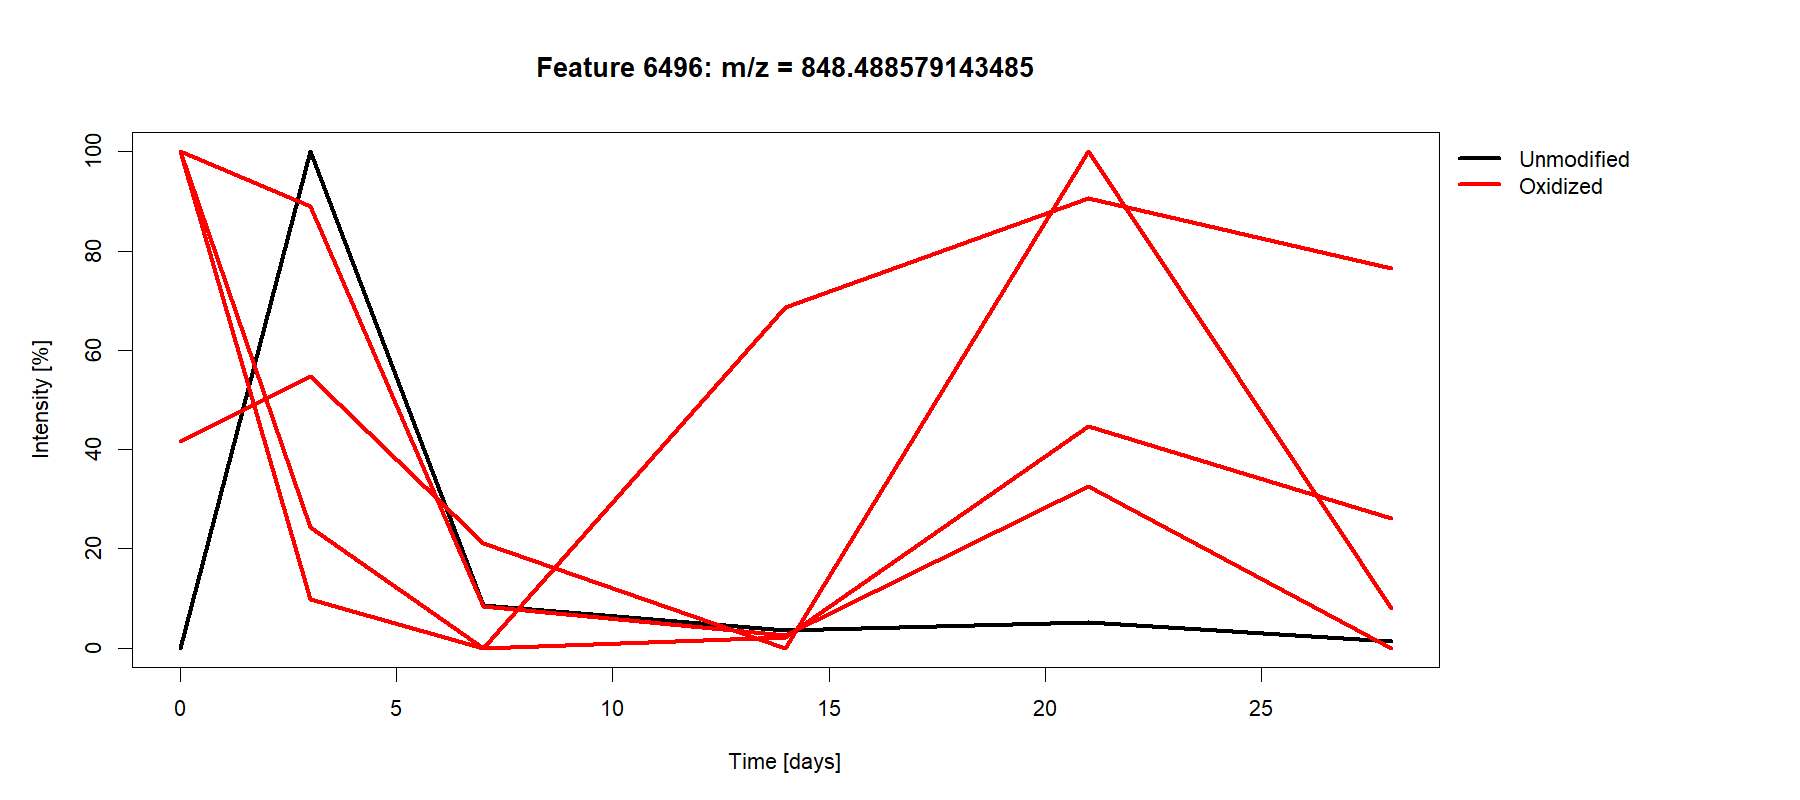 Feature 6496: m/z = 848.488579143485
Unmodified
Oxidized
Intensity [%]
100
80
60
40
20
0
0 5 10 15 20 25
Time [days]